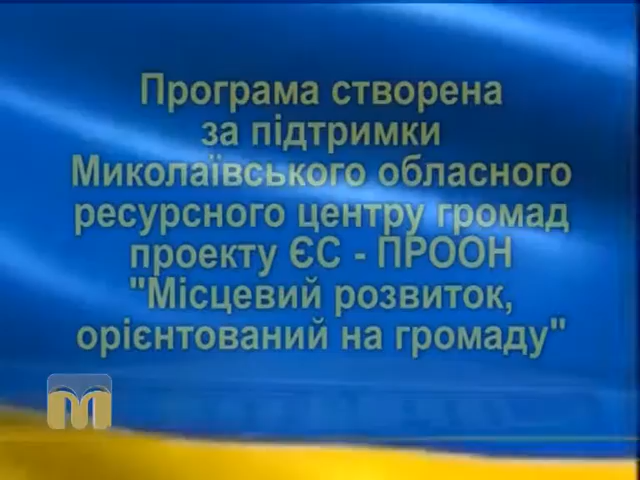 Програма створена
за підтримки
Миколаївського обласного
ресурсного центру громад
проекту ЄС - ПРООН
"Місцевий розвиток,
орієнтований на громаду"